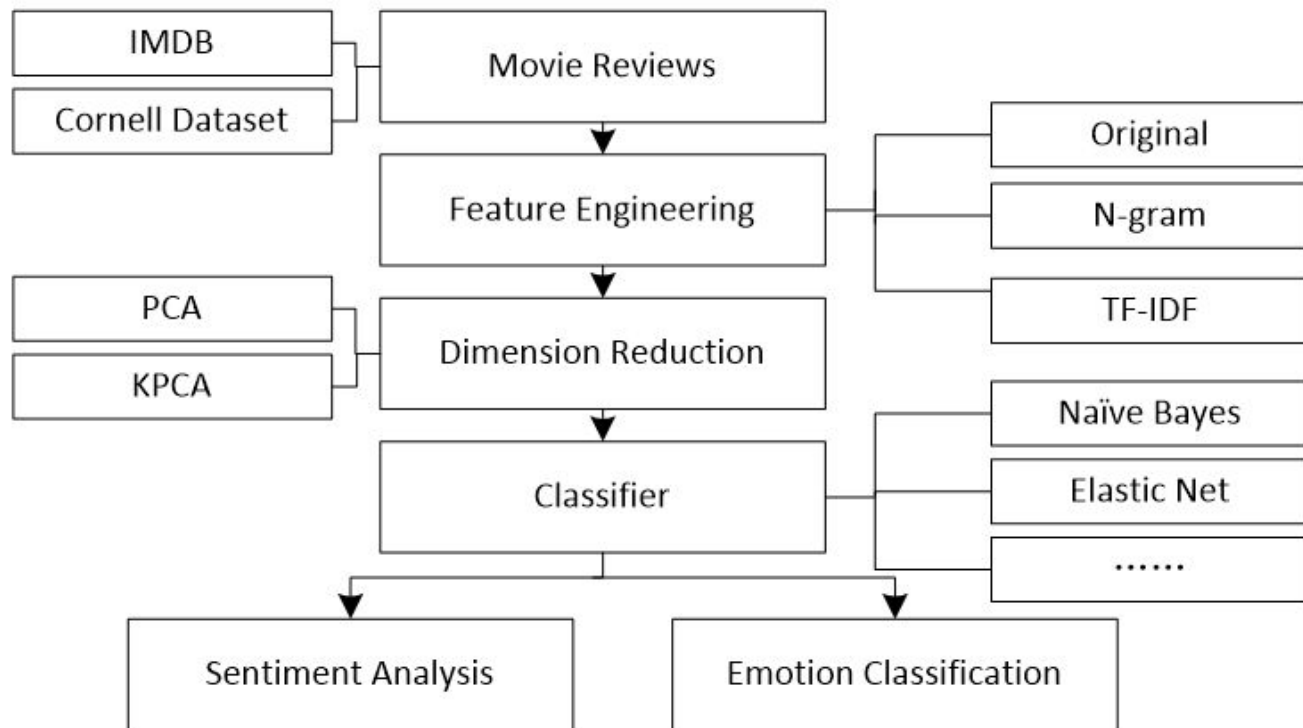 IMDB
Movie Reviews
Cornell Dataset
Original
Feature Engineering
N-gram
PCA
TF-IDF
Dimension Reduction
KPCA
Naïve Bayes
Classifier
Elastic Net
......
Sentiment Analysis
Emotion Classification